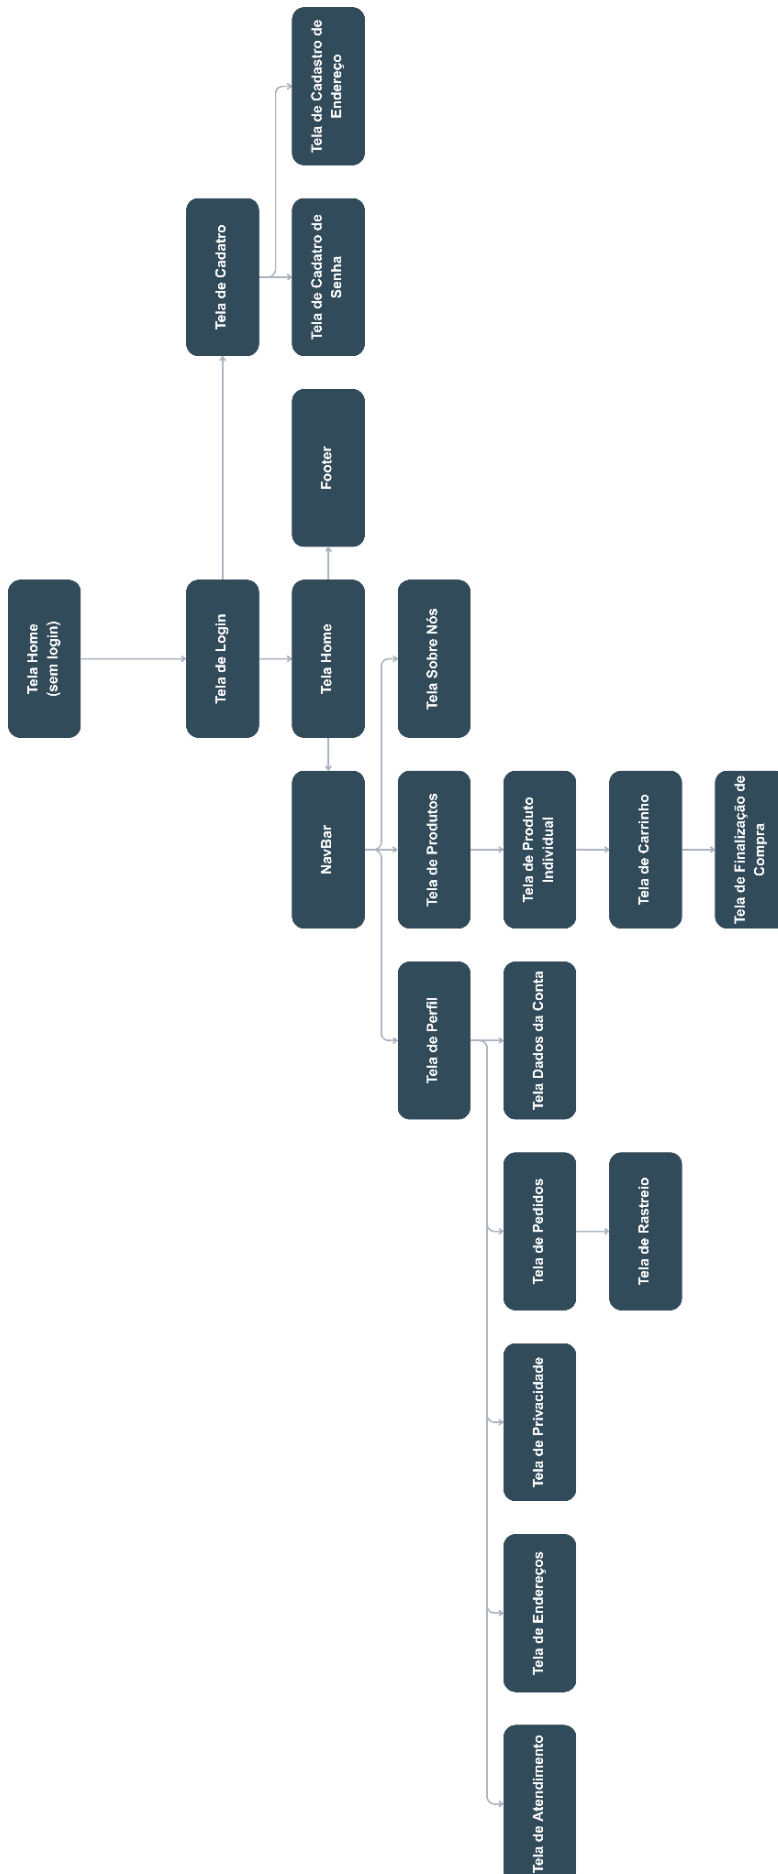 Tela Home
(sem login)
Tela de Login
Tela de Cadatro
NavBar
Tela Home
Footer
Tela de Cadatro de
Senha
Tela de Cadastro de
Endereço
Tela de Perfil
Tela de Produtos
Tela Sobre Nós
Tela de Atendimento
Tela de Endereços
Tela de Privacidade
Tela de Pedidos
Tela Dados da Conta
Tela de Produto
Individual
Tela de Rastreio
Tela de Carrinho
Tela de Finalização de
Compra